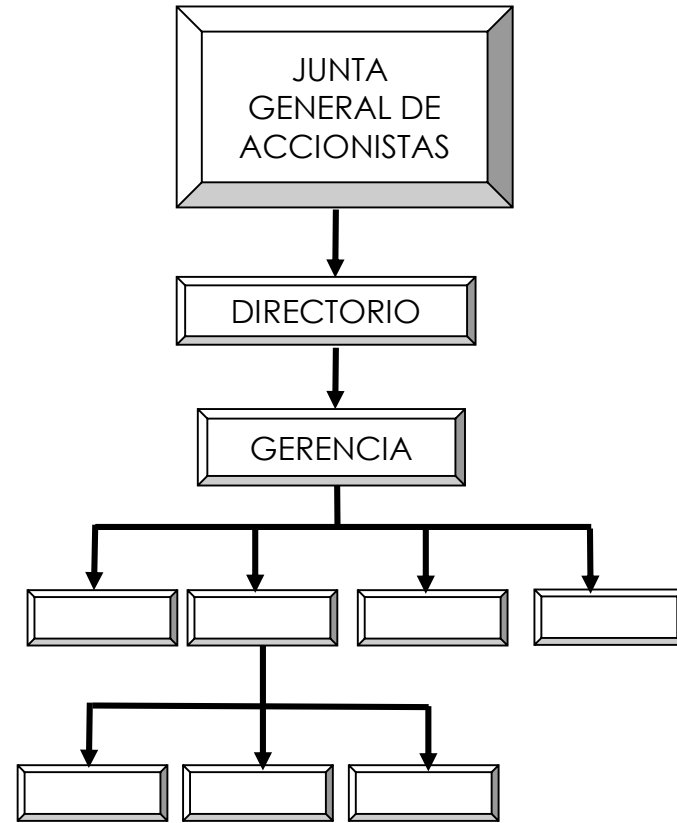 JUNTA
GENERAL DE
ACCIONISTAS
DIRECTORIO
GERENCIA